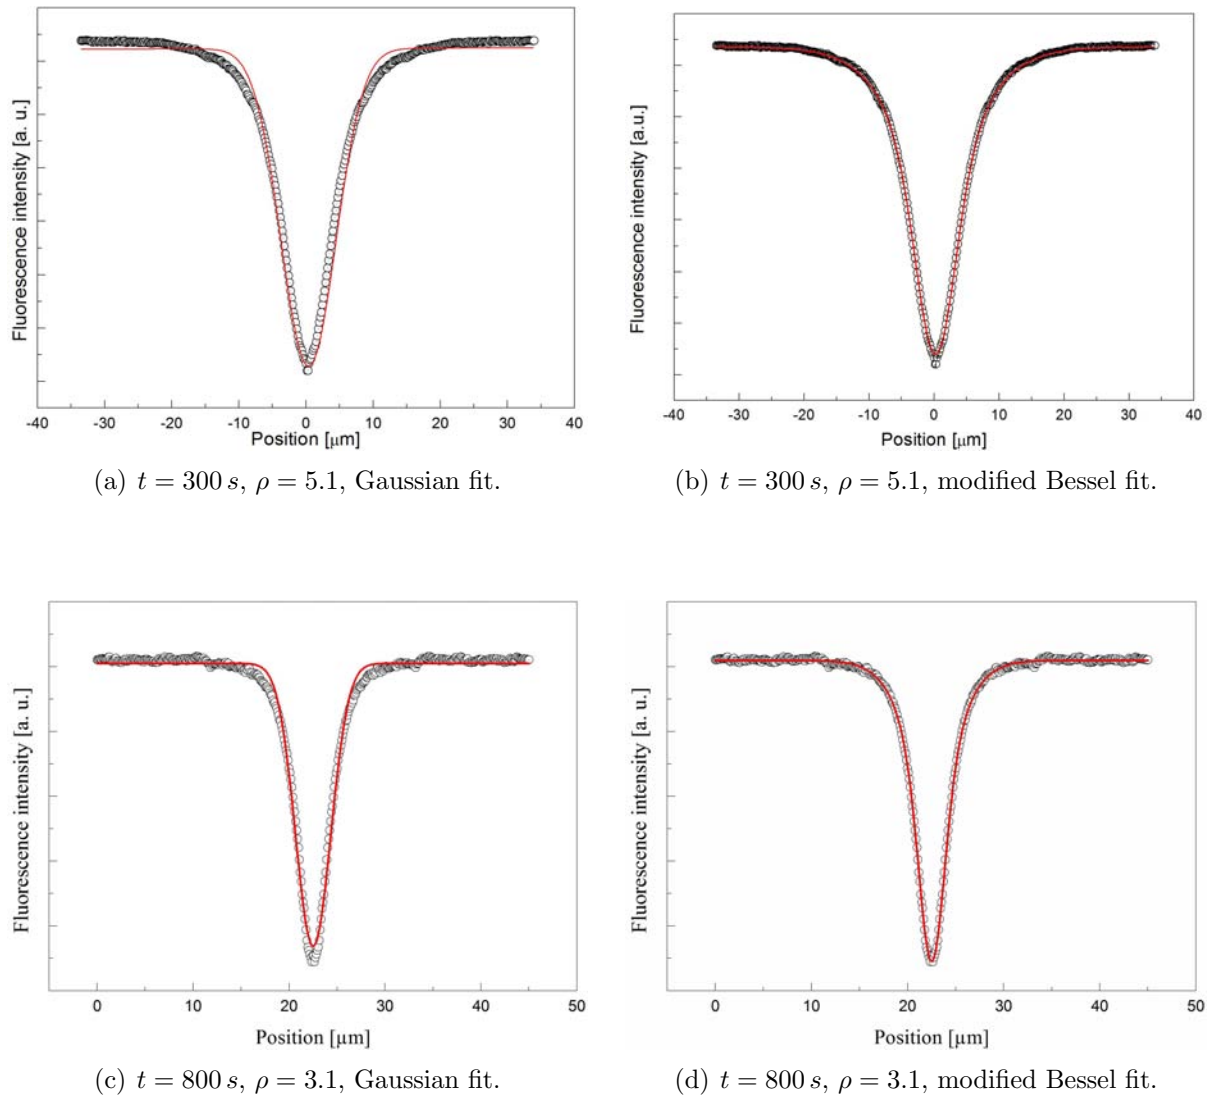 Fluorescence intensity [a. u.]
-40 -30 -20 -10 0 10 20 30 40
Position [μm]
(a) t = 300 s, ρ = 5.1, Gaussian fit.
Fluorescence intensity [a.u.]
-40 -30 -20 -10 0 10 20 30 40
Position [μm]
(b) t = 300 s, ρ = 5.1, modified Bessel fit.
Fluorescence intensity [a. u.]
0 10 20 30 40 50
Position [µm]
(c) t = 800 s, ρ = 3.1, Gaussian fit.
Fluorescence intensity [a. u.]
0 10 20 30 40 50
Position [µm]
(d) t = 800 s, ρ = 3.1, modified Bessel fit.